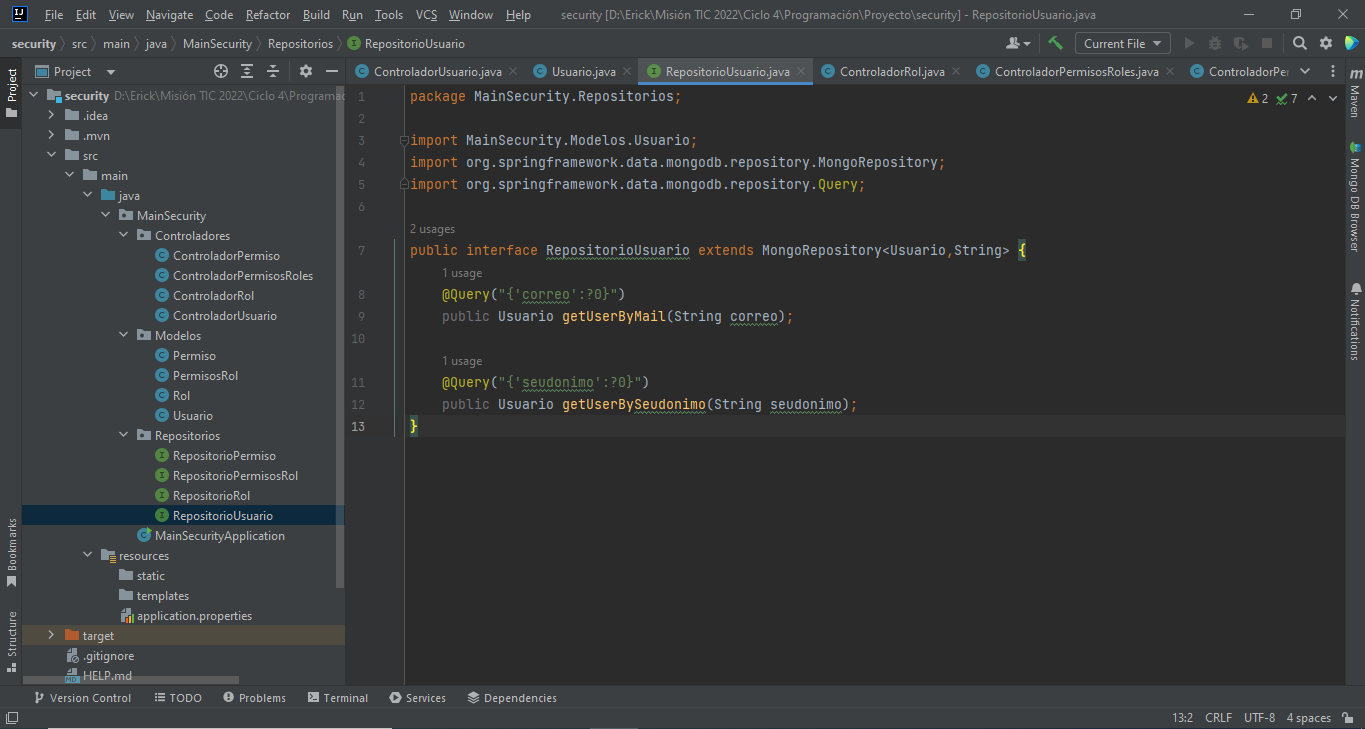 File Edit View Navigate Code Refactor Build Run Tools VCS Window Help security [D:\Erick\Misión TIC 2022\Ciclo 4\Programación\Proyecto\security] - RepositorioUsuario.java
security src main java MainSecurity Repositorios RepositorioUsuario Current File
Project ControladorUsuario.java Usuario.java RepositorioUsuario.java ControladorRol.java ControladorPermisosRoles.java ControladorPe
Project
Bookmarks
Structure
security D:\Erick\Misión TIC 2022\Ciclo 4\Programac
.idea
.mvn
src
main
java
MainSecurity
Controladores
ControladorPermiso
ControladorPermisosRoles
ControladorRol
ControladorUsuario
Modelos
Permiso
PermisosRol
Rol
Usuario
Repositorios
RepositorioPermiso
RepositorioPermisosRol
RepositorioRol
RepositorioUsuario
MainSecurityApplication
resources
static
templates
application.properties
target
.gitignore
HELP.md
1 package MainSecurity.Repositorios;
2
3 import MainSecurity.Modelos.Usuario;
4 import org.springframework.data.mongodb.repository.MongoRepository;
5 import org.springframework.data.mongodb.repository.Query;
6
2 usages
7 public interface RepositorioUsuario extends MongoRepository<Usuario,String> {
1 usage
8 @Query("{'correo':?0}")
9 public Usuario getUserByMail(String correo);
10
1 usage
11 @Query("{'seudonimo':?0}")
12 public Usuario getUserBySeudonimo(String seudonimo);
13 }
2 7
m
Maven
Mongo DB Browser
Notifications
Version Control TODO Problems Terminal Services Dependencies
13:2 CRLF UTF-8 4 spaces